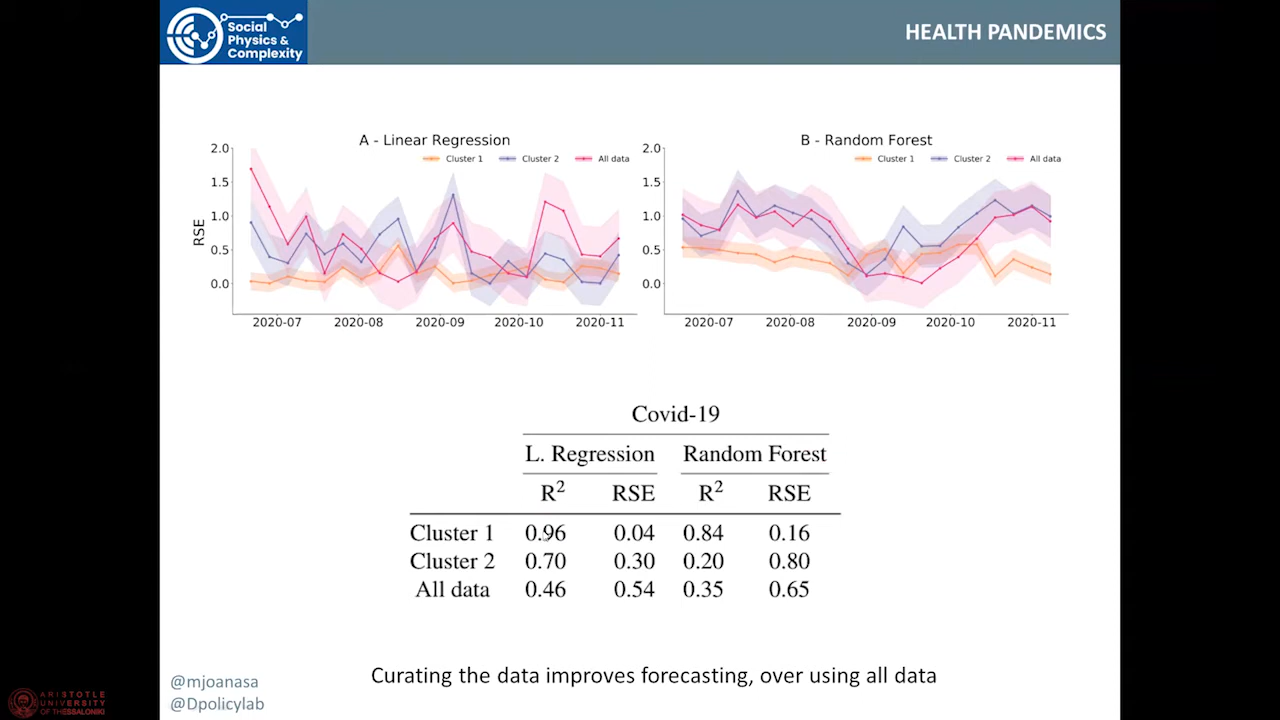 Social
Physics &
Complexity
HEALTH PANDEMICS
A - Linear Regression
Cluster 1 Cluster 2 All data
2.0
1.5
1.0
0.5
0.0
RSE
2020-07 2020-08 2020-09 2020-10 2020-11
B - Random Forest
Cluster 1 Cluster 2 All data
2.0
1.5
1.0
0.5
0.0
2020-07 2020-08 2020-09 2020-10 2020-11
Covid-19
L. Regression Random Forest
R² RSE R² RSE
Cluster 1 0.96 0.04 0.84 0.16
Cluster 2 0.70 0.30 0.20 0.80
All data 0.46 0.54 0.35 0.65
Curating the data improves forecasting, over using all data
@mjoanasa
@Dpolicylab
ARISTOTLE
UNIVERSITY
OF THESSALONIKI